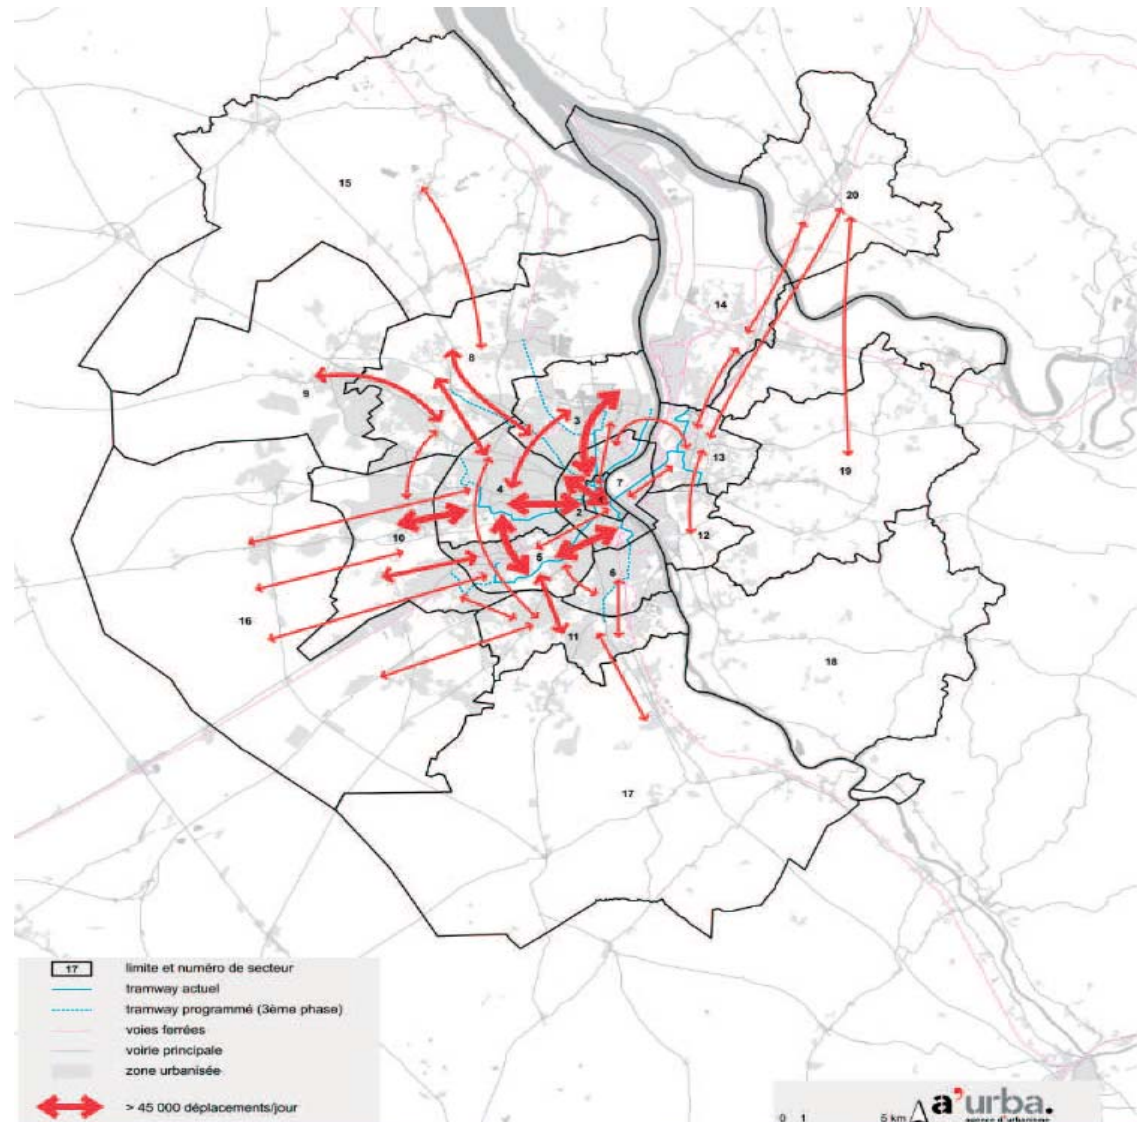 15
20
14
8
9
3
13
19
4
7
2
12
10
5
6
16
11
18
17
17 limite et numéro de secteur
tramway actuel
tramway programmé (3ème phase)
voies ferrées
voirie principale
zone urbanisée
> 45 000 déplacements/jour
0 1 5 km
a'urba.
agence d'urbanisme